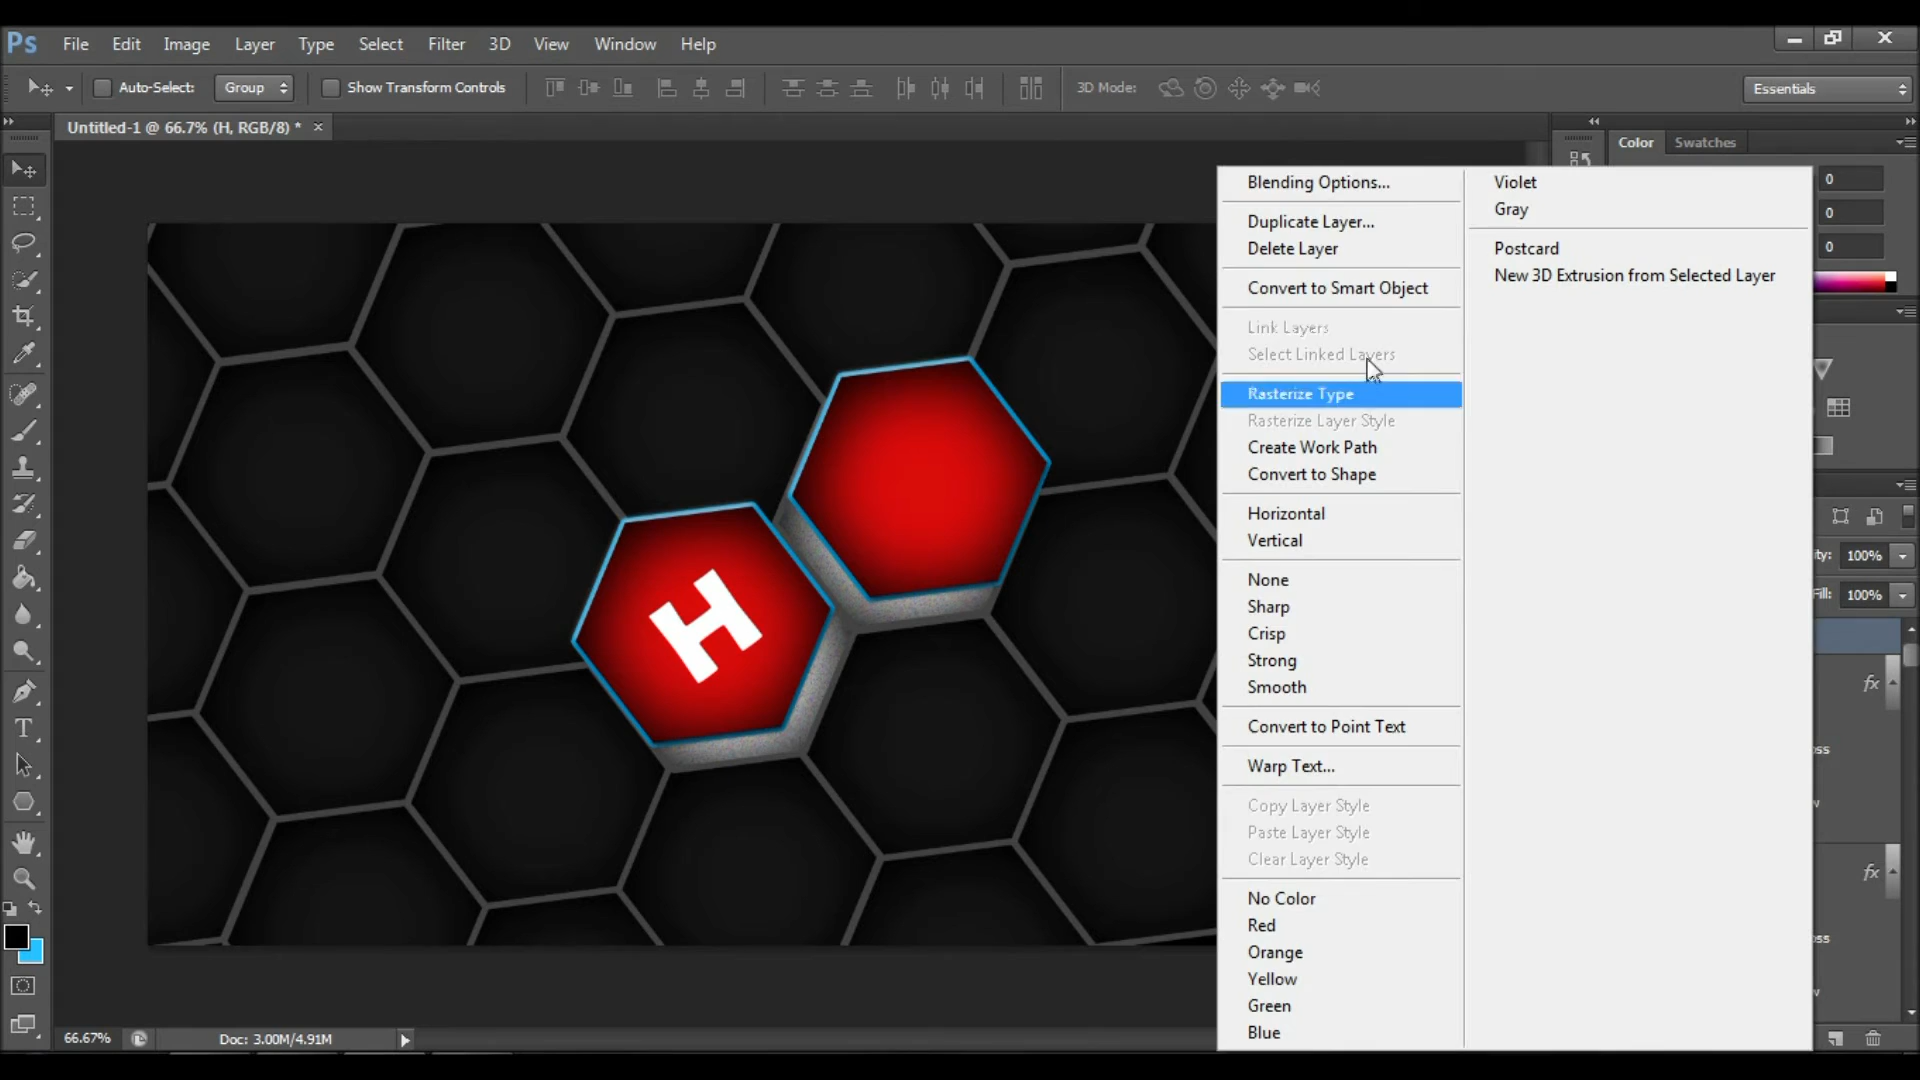 Ps File Edit Image Layer Type Select Filter 3D View Window Help
Auto-Select: Group Show Transform Controls 3D Mode: Essentials
Untitled-1 @ 66.7% (H, RGB/8) * ×
Color Swatches
0
0
0
Blending Options...
Duplicate Layer...
Delete Layer
Convert to Smart Object
Link Layers
Select Linked Layers
Rasterize Type
Rasterize Layer Style
Create Work Path
Convert to Shape
Horizontal
Vertical
None
Sharp
Crisp
Strong
Smooth
Convert to Point Text
Warp Text...
Copy Layer Style
Paste Layer Style
Clear Layer Style
No Color
Red
Orange
Yellow
Green
Blue
Violet
Gray
Postcard
New 3D Extrusion from Selected Layer
ity: 100%
Fill: 100%
fx
fx
H
T
66.67% Doc: 3.00M/4.91M